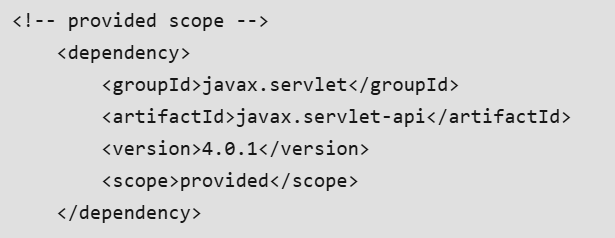 <!-- provided scope -->
    <dependency>
        <groupId>javax.servlet</groupId>
        <artifactId>javax.servlet-api</artifactId>
        <version>4.0.1</version>
        <scope>provided</scope>
    </dependency>